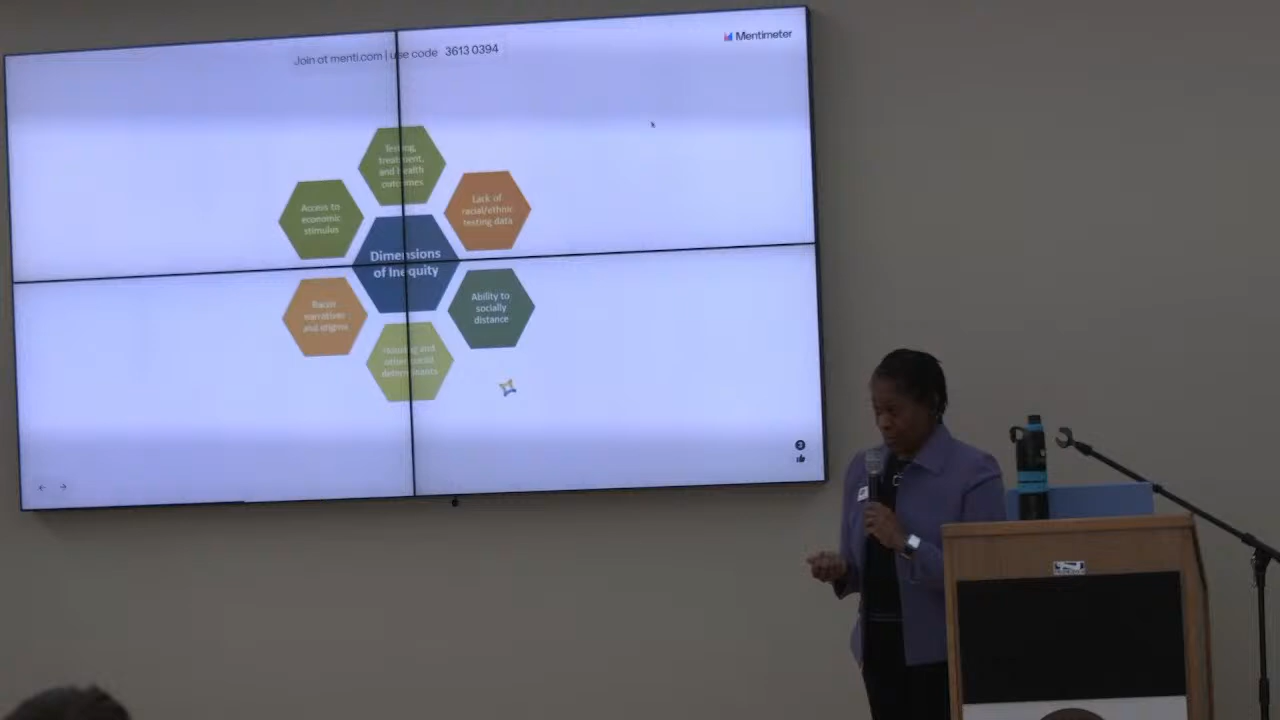 Join at menti.com | use code 3613 0394
Mentimeter
Testing,
treatment,
and health
outcomes
Access to
economic
stimulus
Lack of
racial/ethnic
testing data
Dimensions
of Inequity
Racist
narratives
and stigma
Ability to
socially
distance
Housing and
other social
determinants
2